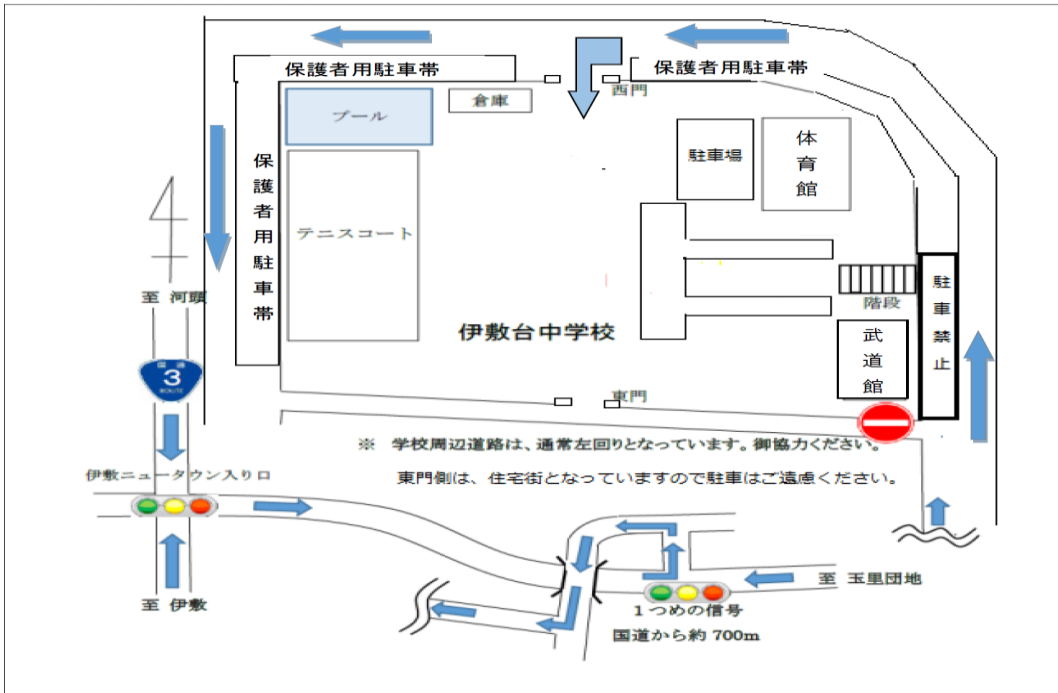 保護者用駐車帯
保護者用駐車帯
西門
倉庫
プール
駐車場
体育館
保護者用駐車帯
テニスコート
至 河頭
階段
駐車禁止
伊敷台中学校
武道館
国道
3
ROUTE
東門
※ 学校周辺道路は、通常左回りとなっています。御協力ください。
東門側は、住宅街となっていますので駐車はご遠慮ください。
伊敷ニュータウン入り口
至 玉里団地
至 伊敷
1つめの信号
国道から約 700m